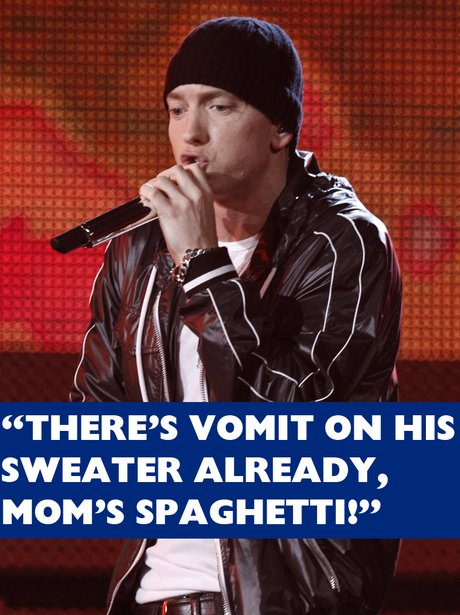 “THERE’S VOMIT ON HIS
SWEATER ALREADY,
MOM’S SPAGHETTI!”